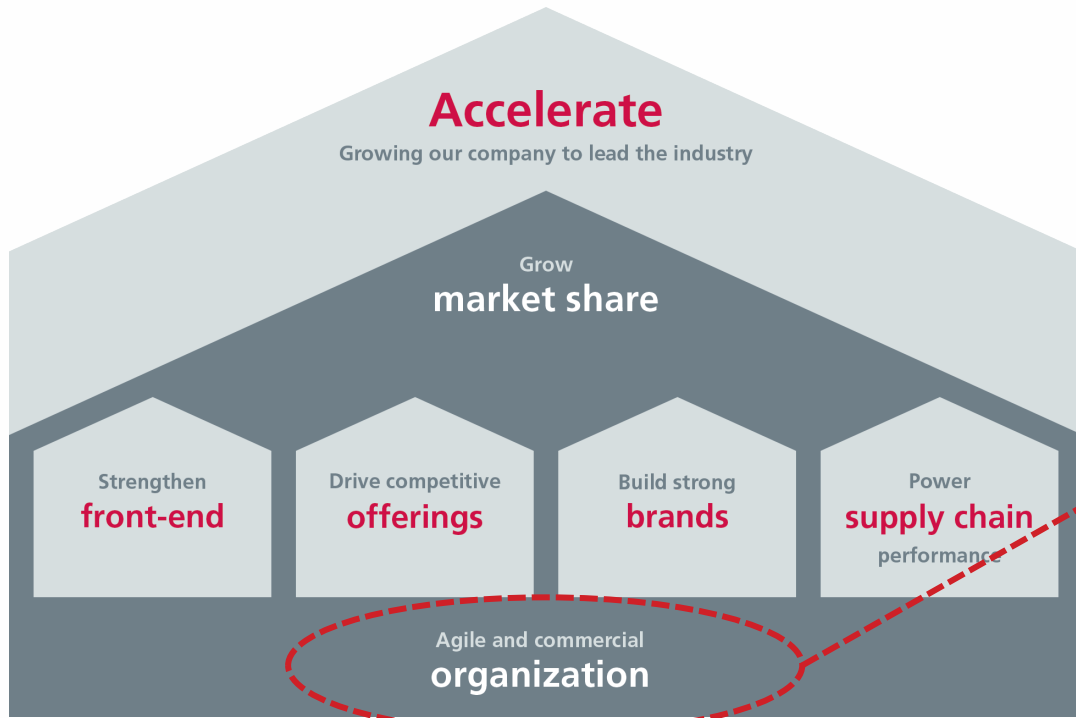 Accelerate
Growing our company to lead the industry
Grow
market share
Strengthen
front-end
Drive competitive
offerings
Build strong
brands
Power
supply chain
performance
Agile and commercial
organization